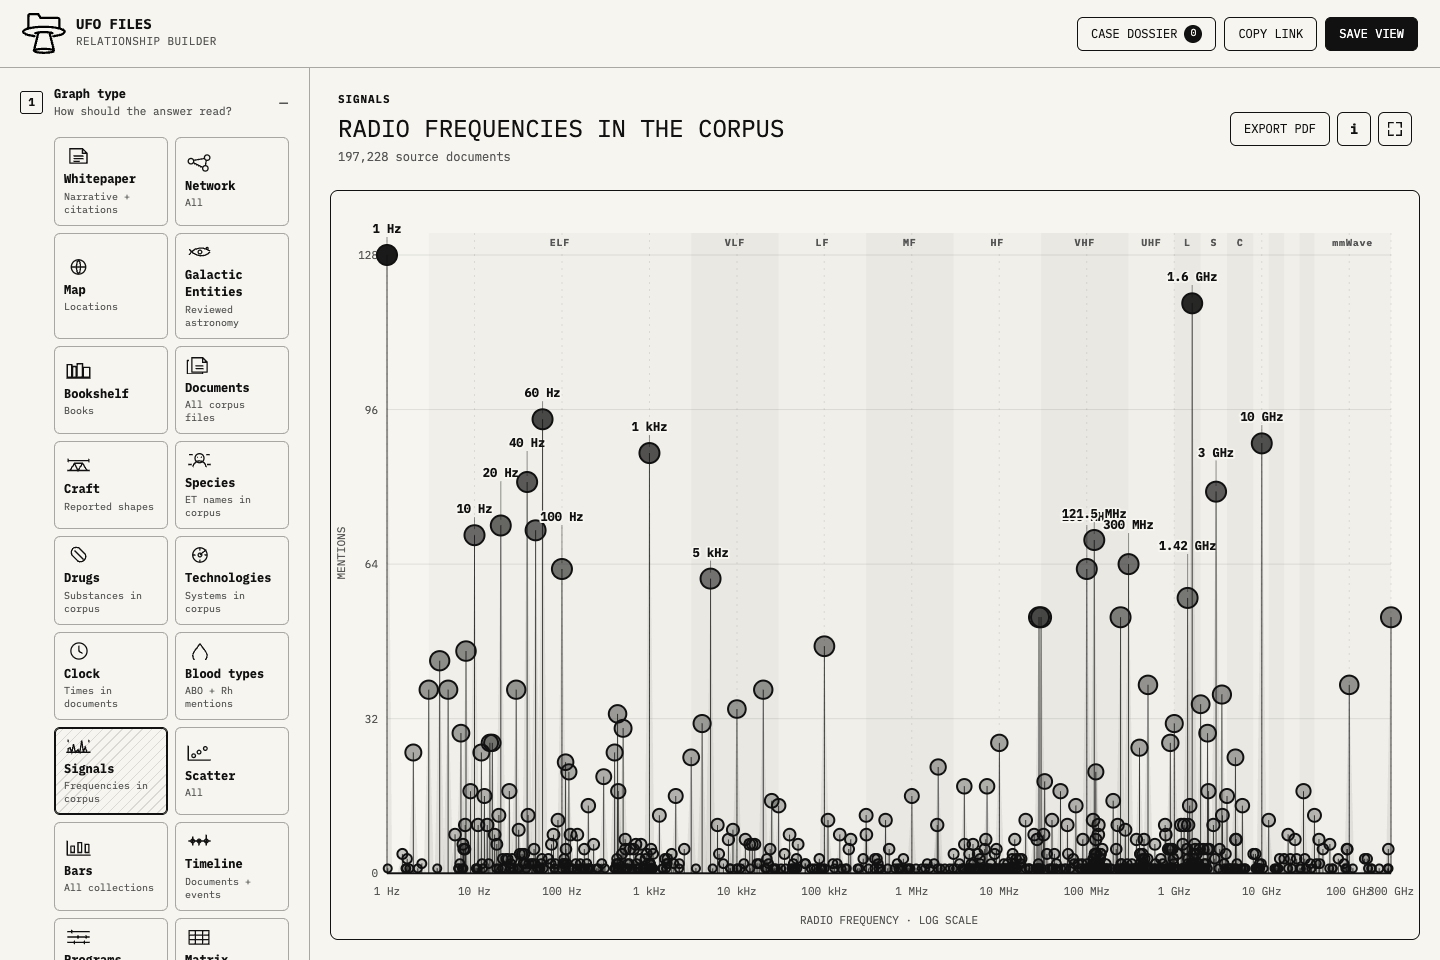 UFO FILES
RELATIONSHIP BUILDER
CASE DOSSIER 0
COPY LINK
SAVE VIEW
1
Graph type
How should the answer read?
Whitepaper
Narrative +
citations
Network
All
Map
Locations
Galactic
Entities
Reviewed
astronomy
Bookshelf
Books
Documents
All corpus
files
Craft
Reported shapes
Species
ET names in
corpus
Drugs
Substances in
corpus
Technologies
Systems in
corpus
Clock
Times in
documents
Blood types
ABO + Rh
mentions
Signals
Frequencies in
corpus
Scatter
All
Bars
All collections
Timeline
Documents +
events
Programs
Matrix
SIGNALS
RADIO FREQUENCIES IN THE CORPUS
197,228 source documents
EXPORT PDF
i
ELF
VLF
LF
MF
HF
VHF
UHF
L
S
C
mmWave
1 Hz
1.6 GHz
60 Hz
10 GHz
1 kHz
40 Hz
3 GHz
20 Hz
10 Hz
100 Hz
121.5 MHz
300 MHz
5 kHz
1.42 GHz
128
96
64
32
0
MENTIONS
1 Hz
10 Hz
100 Hz
1 kHz
10 kHz
100 kHz
1 MHz
10 MHz
100 MHz
1 GHz
10 GHz
100 GHz
300 GHz
RADIO FREQUENCY · LOG SCALE